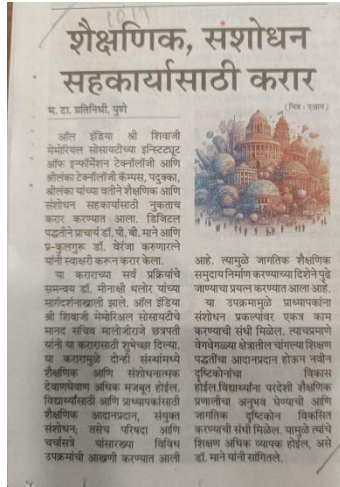 शैक्षणिक, संशोधन
सहकार्यासाठी करार
म. टा. प्रतिनिधी, पुणे
ऑल इंडिया श्री शिवाजी
मेमोरियल सोसायटीच्या इन्स्टिट्यूट
ऑफ इन्फॉर्मेशन टेक्नॉलॉजी आणि
श्रीलंका टेक्नॉलॉजी कॅम्पस, पदुक्का,
श्रीलंका यांच्या वतीने शैक्षणिक आणि
संशोधन सहकार्यासाठी नुकताच
करार करण्यात आला. डिजिटल
पद्धतीने प्राचार्य डॉ. पी. बी. माने आणि
प्र-कुलगुरू डॉ. वेरंजा करुणारत्ने
यांनी स्वाक्षरी करून करार केला.
या कराराच्या सर्व प्रक्रियांचे
समन्वय डॉ. मीनाक्षी थलोर यांच्या
मार्गदर्शनाखाली झाले. ऑल इंडिया
श्री शिवाजी मेमोरिअल सोसायटीचे
मानद सचिव मालोजीराजे छत्रपती
यांनी या करारासाठी शुभेच्छा दिल्या.
या करारामुळे दोन्ही संस्थांमध्ये
शैक्षणिक आणि संशोधनात्मक
देवाणघेवाण अधिक मजबूत होईल.
विद्यार्थ्यांसाठी आणि प्राध्यापकांसाठी
शैक्षणिक आदानप्रदान, संयुक्त
संशोधन; तसेच परिषदा आणि
चर्चासत्रे यांसारख्या विविध
उपक्रमांची आखणी करण्यात आली
(चित्र : एआय)
आहे. त्यामुळे जागतिक शैक्षणिक
समुदाय निर्माण करण्याच्या दिशेने पुढे
जाण्याचा प्रयत्न करण्यात आला आहे.
या उपक्रमामुळे प्राध्यापकांना
संशोधन प्रकल्पांवर एकत्र काम
करण्याची संधी मिळेल. त्याचप्रमाणे
वेगवेगळ्या क्षेत्रातील चांगल्या शिक्षण
पद्धतींचा आदानप्रदान होऊन नवीन
दृष्टिकोनांचा विकास
होईल.विद्यार्थ्यांना परदेशी शैक्षणिक
प्रणालीचा अनुभव घेण्याची आणि
जागतिक दृष्टिकोन विकसित
करण्याची संधी मिळेल. यामुळे त्यांचे
शिक्षण अधिक व्यापक होईल, असे
डॉ. माने यांनी सांगितले.